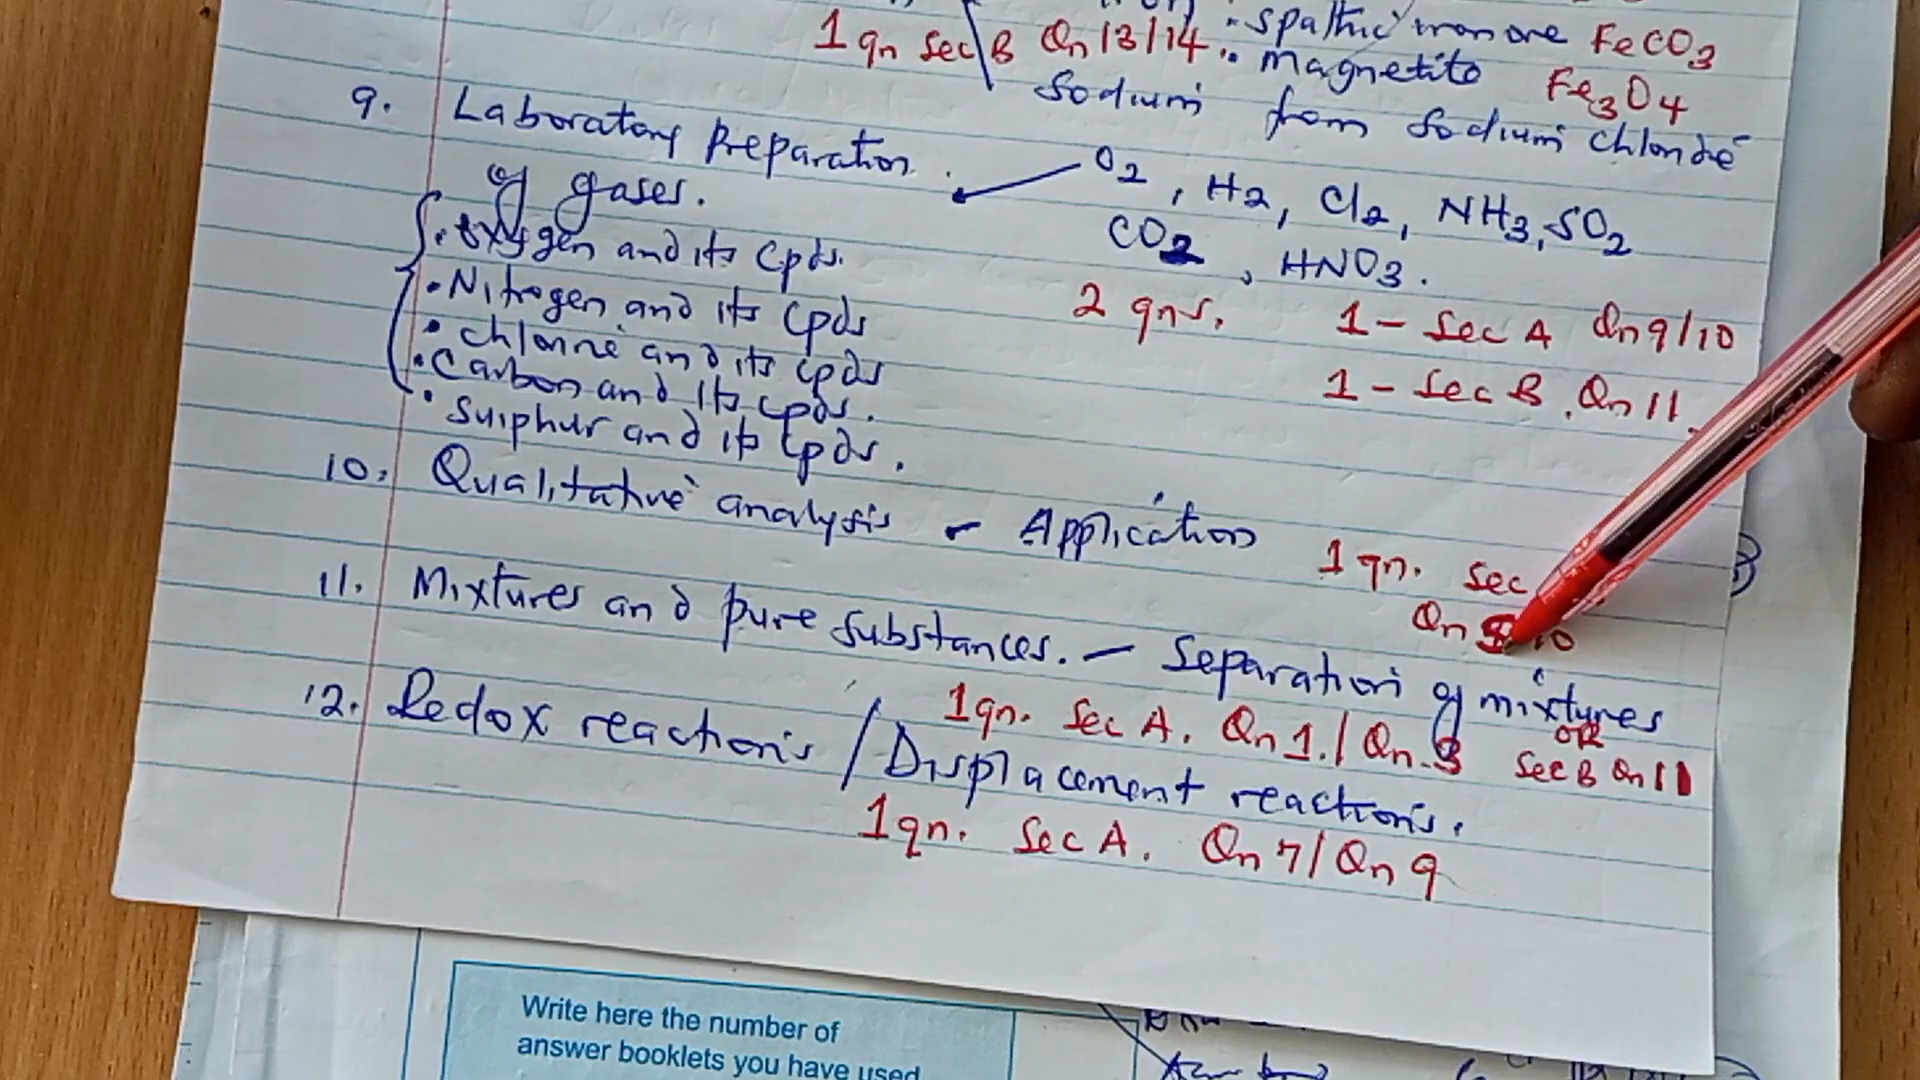 spathic iron ore FeCO3
1 qn Sec B Qn 13/14 . magnetite Fe3O4
Sodium from Sodium chloride
9. Laboratory Preparation
of gases.
O2, H2, Cl2, NH3, SO2
CO2, HNO3.
. oxygen and its Cpds.
. Nitrogen and its Cpds
. chlorine and its cpds
. Carbon and its cpds.
. Sulphur and its Cpds.
2 qns. 1 - Sec A Qn 9/10
1 - Sec B. Qn 11.
10. Qualitative analysis - Application
1 qn. Sec
Qn 10
11. Mixtures and pure substances. - Separation of mixtures
1qn. Sec A. Qn 1./Qn.3 OR Sec B Qn 11
12. Redox reactions / Displacement reactions.
1qn. Sec A. Qn 7/Qn 9
Write here the number of
answer booklets you have used